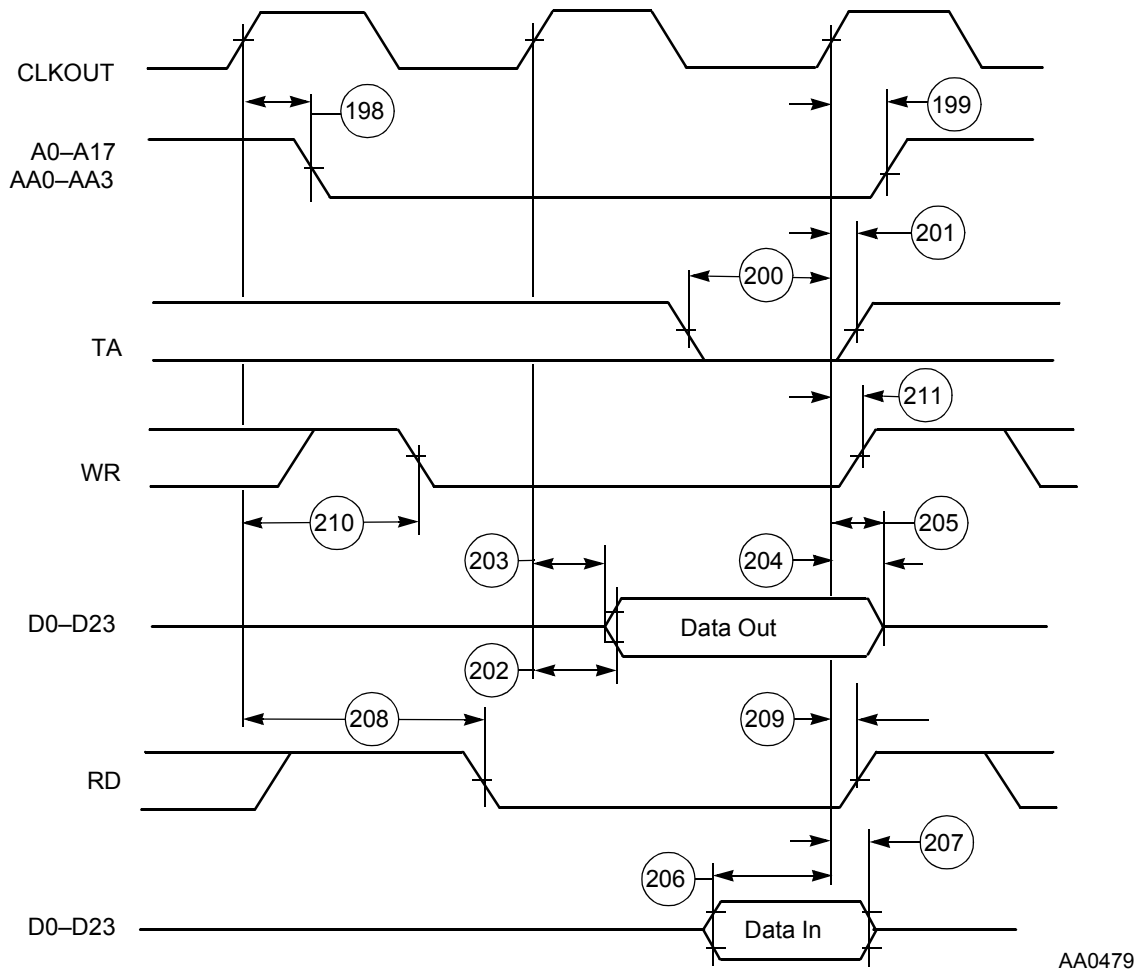 CLKOUT
198
199
A0–A17
AA0–AA3
201
200
TA
211
WR
210
205
203
204
D0–D23
Data Out
202
208
209
RD
207
206
D0–D23
Data In
AA0479